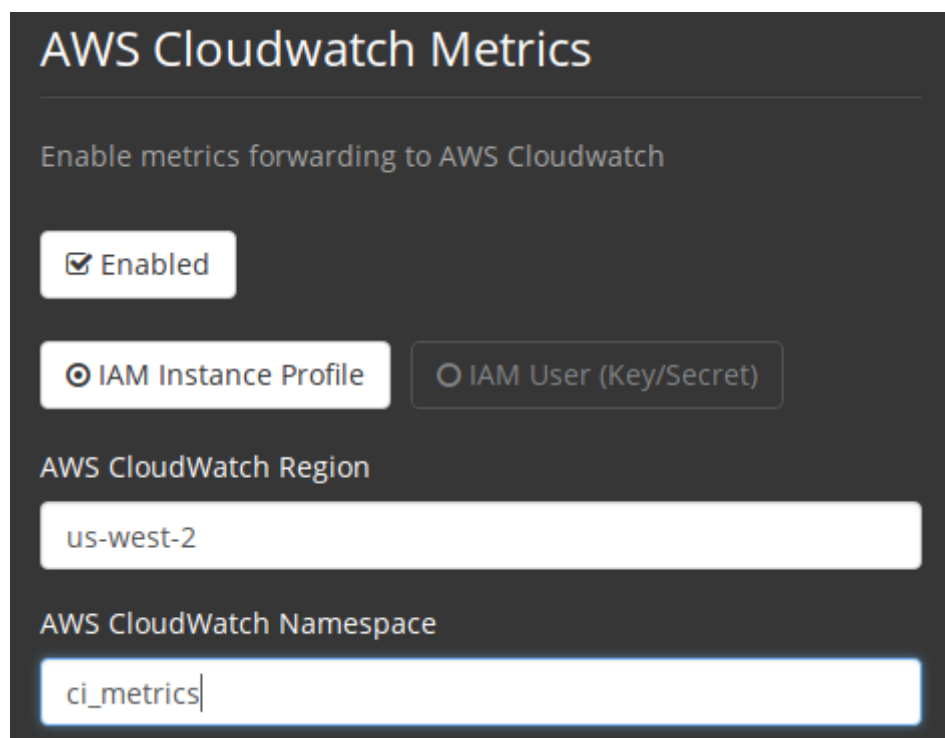 AWS Cloudwatch Metrics
Enable metrics forwarding to AWS Cloudwatch
Enabled
IAM Instance Profile IAM User (Key/Secret)
AWS CloudWatch Region
us-west-2
AWS CloudWatch Namespace
ci_metrics